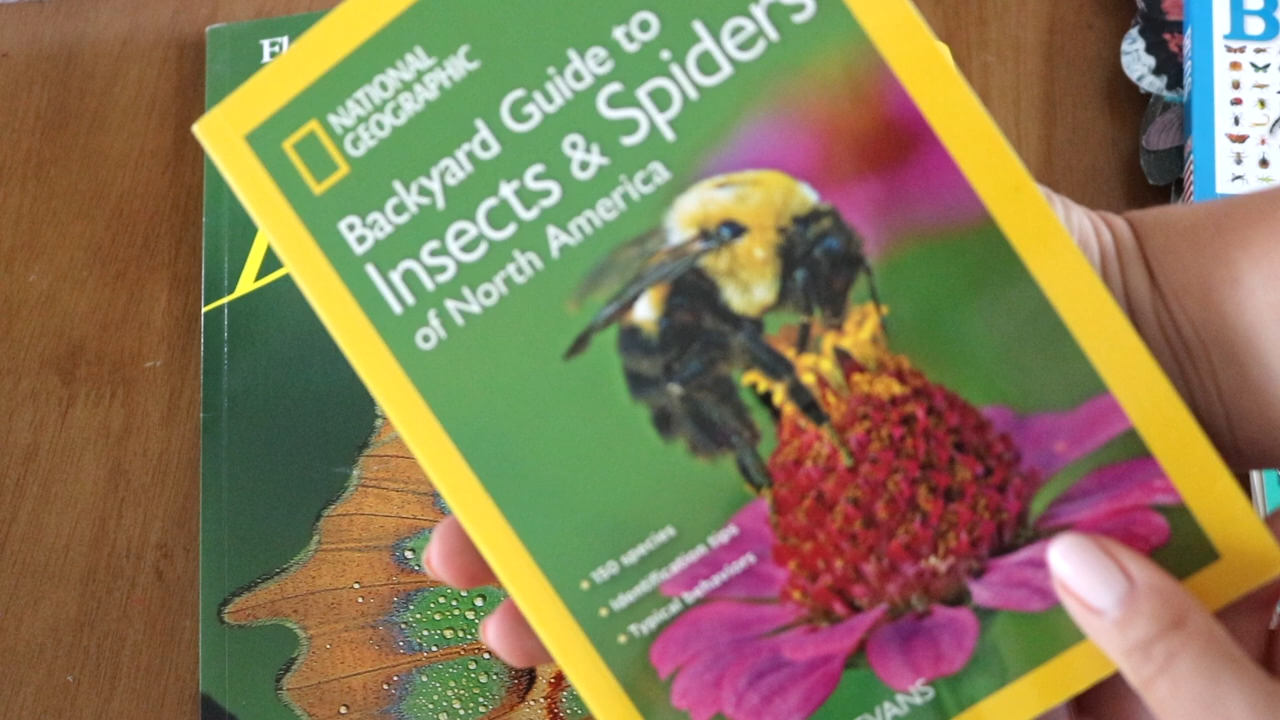 NATIONAL
GEOGRAPHIC
Backyard Guide to
Insects & Spiders
of North America
• 150 species
• Identification tips
• Typical behaviors
EVANS
B